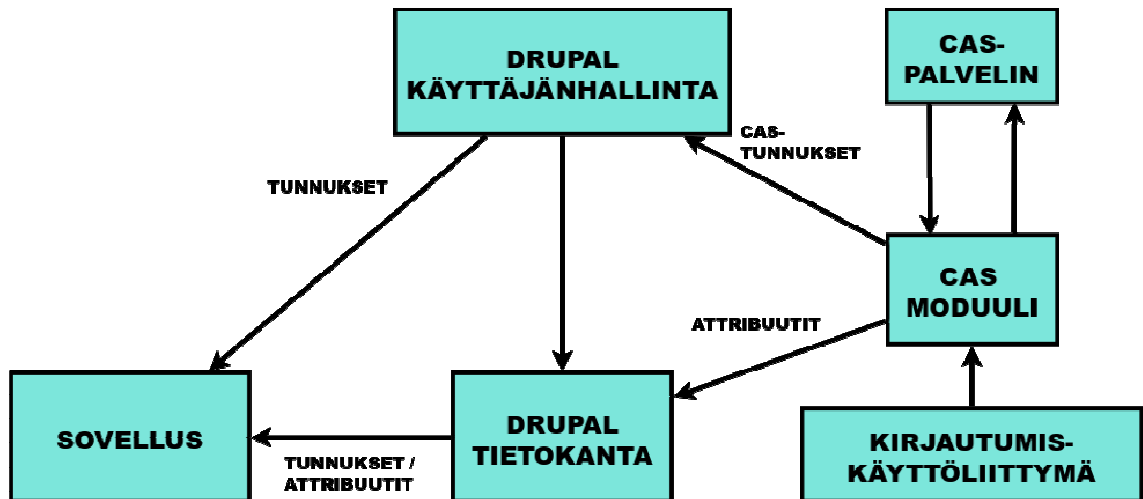 DRUPAL
KÄYTTÄJÄNHALLINTA
CAS-
PALVELIN
CAS-
TUNNUKSET
TUNNUKSET
CAS
MODUULI
ATTRIBUUTIT
SOVELLUS
DRUPAL
TIETOKANTA
TUNNUKSET /
ATTRIBUUTIT
KIRJAUTUMIS-
KÄYTTÖLIITTYMÄ